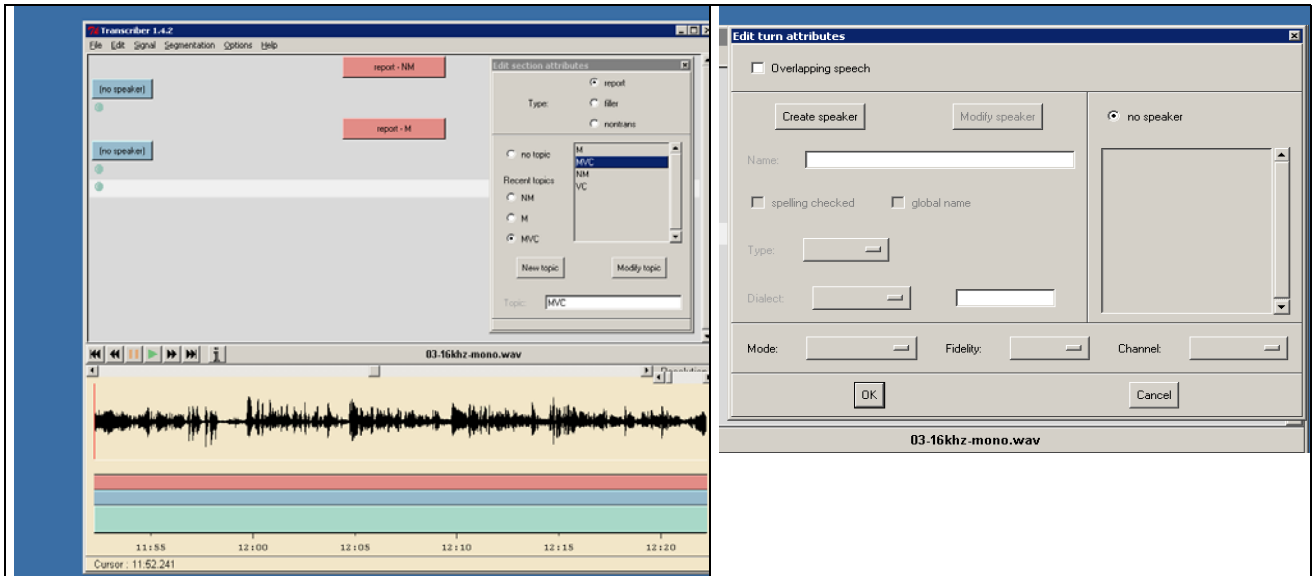 Transcriber 1.4.2
File Edit Signal Segmentation Options Help
report - NM
(no speaker)
report - M
(no speaker)
Edit section attributes
Type:
report
filler
nontrans
no topic
Recent topics
NM
M
MVC
M
MVC
NM
VC
New topic
Modify topic
Topic:
MVC
03-16khz-mono.wav
Resolution
11:55 12:00 12:05 12:10 12:15 12:20
Cursor : 11:52.241
Edit turn attributes
Overlapping speech
Create speaker
Modify speaker
no speaker
Name:
spelling checked
global name
Type:
Dialect:
Mode:
Fidelity:
Channel:
OK
Cancel
03-16khz-mono.wav